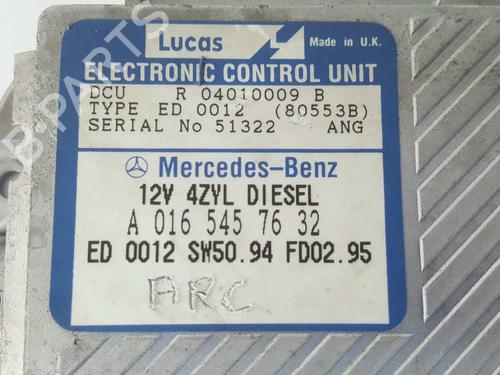 B-PARTS
Lucas
Made in U.K.
ELECTRONIC CONTROL UNIT
DCU R 04010009 B
TYPE ED 0012 (80553B)
SERIAL No 51322 ANG
Mercedes-Benz
12V 4ZYL DIESEL
A 016 545 76 32
ED 0012 SW50.94 FD02.95
ARC